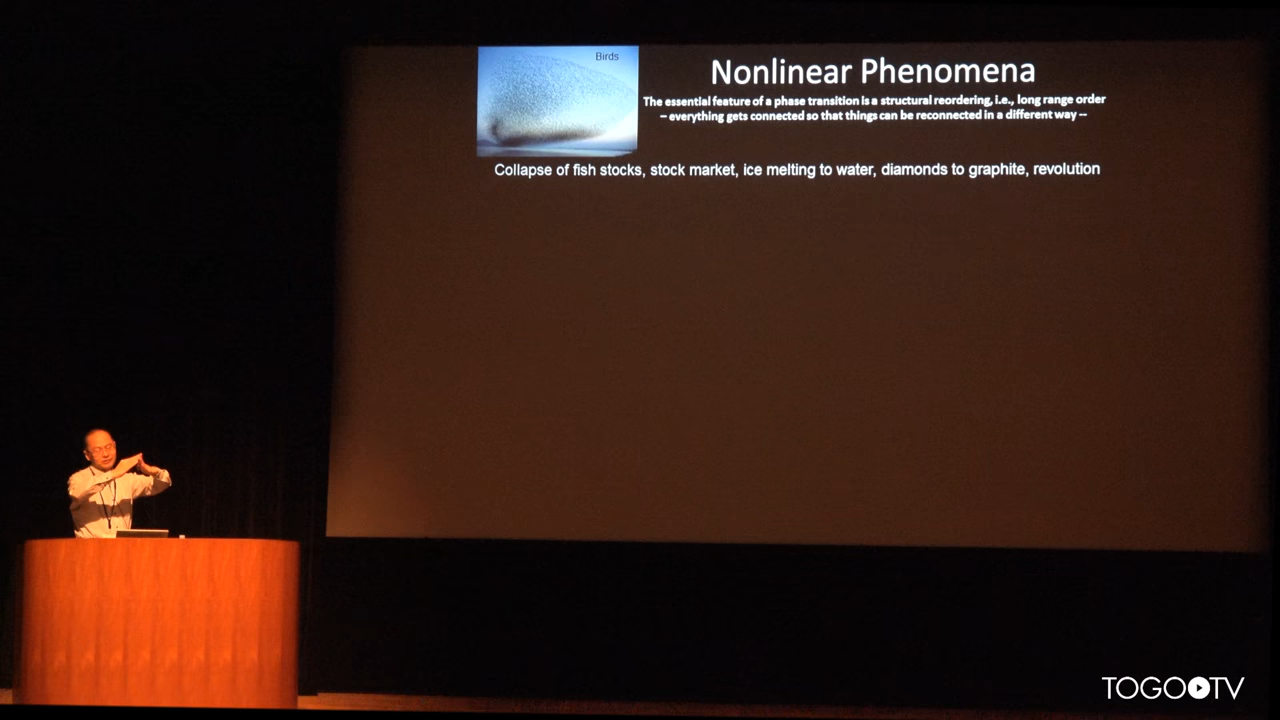 Birds
Nonlinear Phenomena
The essential feature of a phase transition is a structural reordering, i.e., long range order
– everything gets connected so that things can be reconnected in a different way --
Collapse of fish stocks, stock market, ice melting to water, diamonds to graphite, revolution
TOGOTV